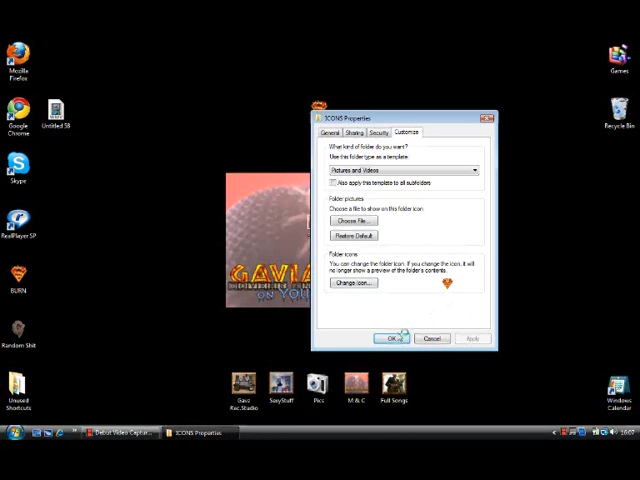 Mozilla
Firefox
Google
Chrome
Untitled 58
Skype
RealPlayer SP
BURN
Random Shit
Unused
Shortcuts
Games
Recycle Bin
Windows
Calendar
GAVIA
ON YOU
ICONS Properties
General
Sharing
Security
Customize
What kind of folder do you want?
Use this folder type as a template:
Pictures and Videos
Also apply this template to all subfolders
Folder pictures
Choose a file to show on this folder icon:
Choose File...
Restore Default
Folder icons
You can change the folder icon. If you change the icon, it will
no longer show a preview of the folder's contents.
Change Icon...
OK
Cancel
Apply
Gavz
Rec.Studio
SexyStuff
Pics
M & C
Full Songs
Debut Video Captur...
ICONS Properties
16:07